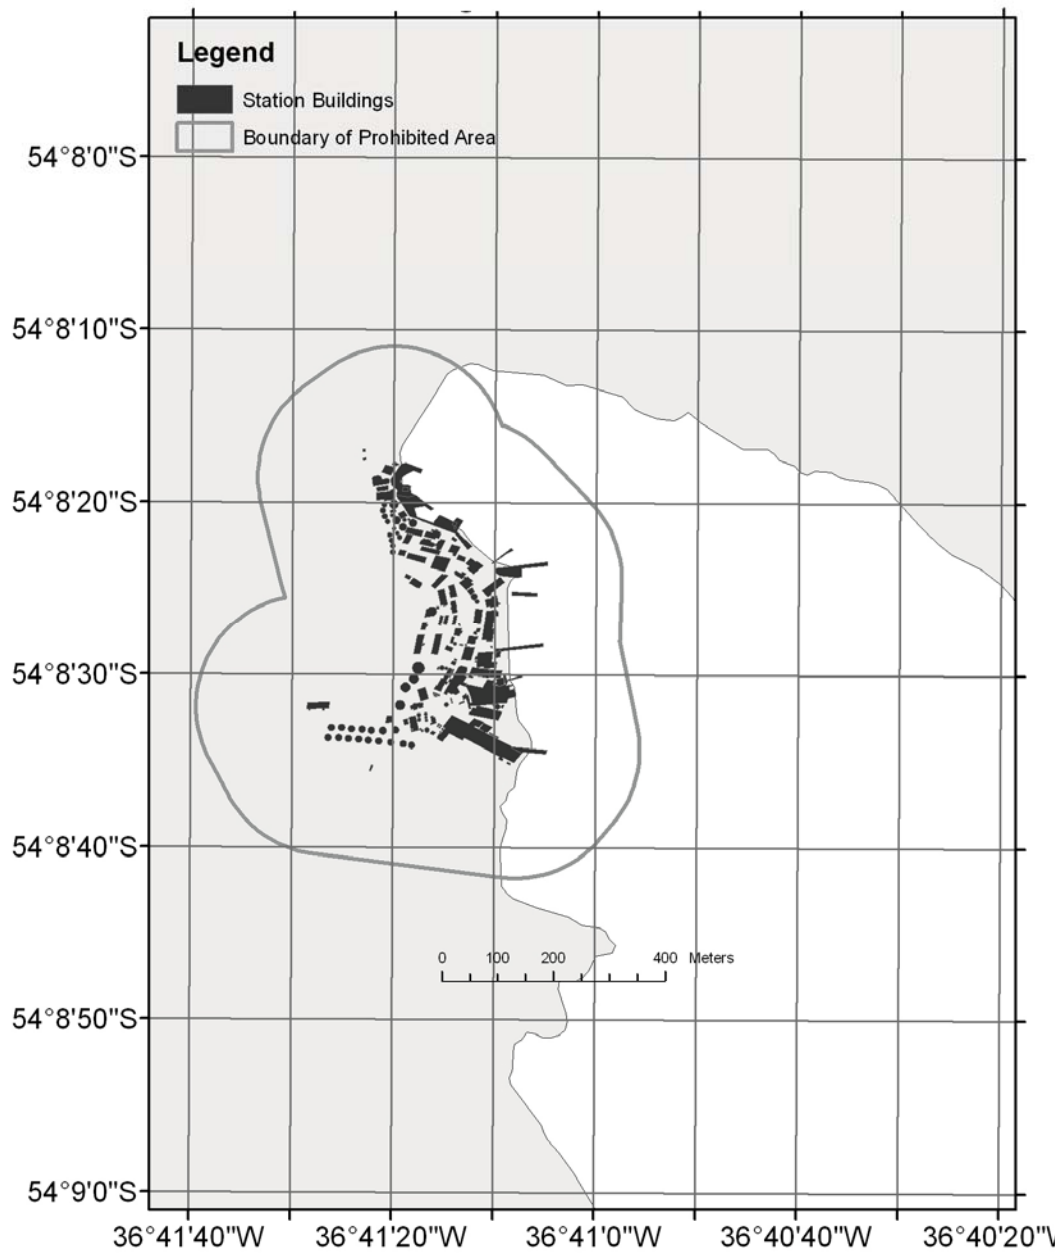 Legend
Station Buildings
Boundary of Prohibited Area
54°8'0"S
54°8'10"S
54°8'20"S
54°8'30"S
54°8'40"S
0 100 200 400 Meters
54°8'50"S
54°9'0"S
36°41'40"W 36°41'20"W 36°41'0"W 36°40'40"W 36°40'20"W